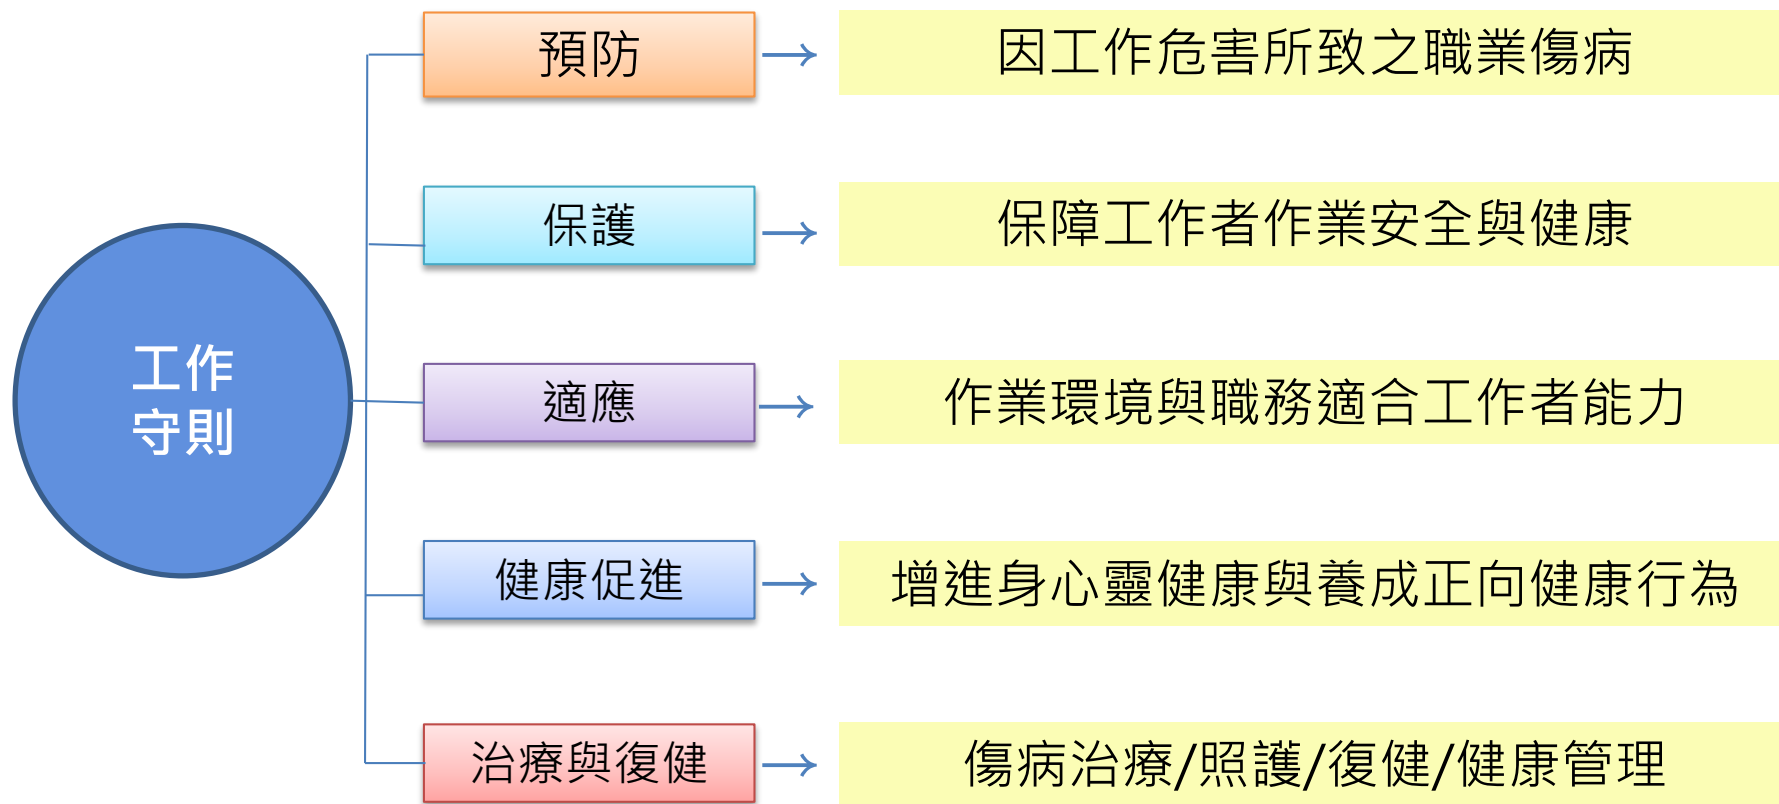 工作
守則
預防
因工作危害所致之職業傷病
保護
保障工作者作業安全與健康
適應
作業環境與職務適合工作者能力
健康促進
增進身心靈健康與養成正向健康行為
治療與復健
傷病治療/照護/復健/健康管理